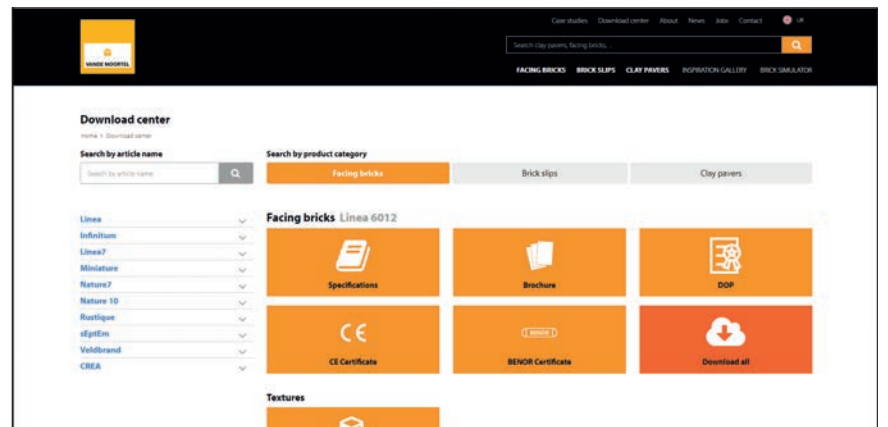 Case studies Download center About News Jobs Contact UK
Search clay pavers, facing bricks, ...
VANDE MOORTEL
FACING BRICKS BRICK SLIPS CLAY PAVERS INSPIRATION GALLERY BRICK SIMULATOR
Download center
Home > Download center
Search by article name
Search by product category
Search by article name
Facing bricks
Brick slips
Clay pavers
Linea
Infinitum
Linea7
Miniature
Nature7
Nature 10
Rustique
sEptEm
Veldbrand
CREA
Facing bricks Linea 6012
Specifications
Brochure
DOP
CE
CE Certificate
BENOR
BENOR Certificate
Download all
Textures